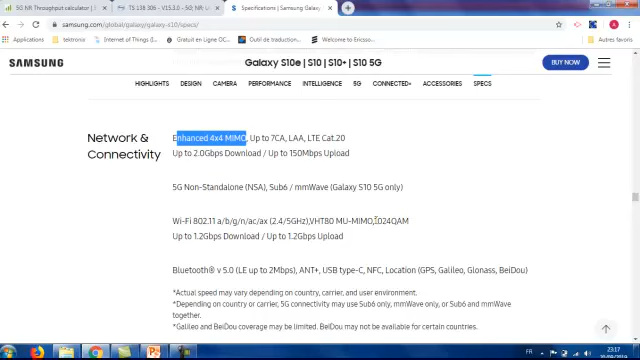 5G NR Throughput calculator |
TS 138 306 - V15.3.0 - 5G; NR; U
Specifications | Samsung Galaxy
samsung.com/global/galaxy/galaxy-s10/specs/
Applications
tektronix
Internet of Things (
Gratuit en Ligne OC
Outil de traduction
Welcome to Ericsso
Autres favoris
SAMSUNG
Galaxy S10e | S10 | S10+ | S10 5G
BUY NOW
HIGHLIGHTS DESIGN CAMERA PERFORMANCE INTELLIGENCE 5G CONNECTED+ ACCESSORIES SPECS
Network &
Connectivity
Enhanced 4x4 MIMO, Up to 7CA, LAA, LTE Cat.20
Up to 2.0Gbps Download / Up to 150Mbps Upload
5G Non-Standalone (NSA), Sub6 / mmWave (Galaxy S10 5G only)
Wi-Fi 802.11 a/b/g/n/ac/ax (2.4/5GHz),VHT80 MU-MIMO,1024QAM
Up to 1.2Gbps Download / Up to 1.2Gbps Upload
Bluetooth® v 5.0 (LE up to 2Mbps), ANT+, USB type-C, NFC, Location (GPS, Galileo, Glonass, BeiDou)
*Actual speed may vary depending on country, carrier, and user environment.
*Depending on country or carrier, 5G connectivity may use Sub6 only, mmWave only, or Sub6 and mmWave
together.
*Galileo and BeiDou coverage may be limited. BeiDou may not be available for certain countries.
FR
23:17